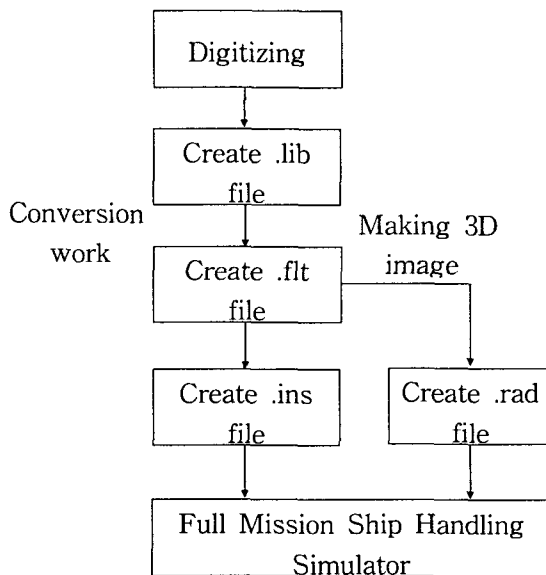 Digitizing
Create .lib
file
Conversion
work
Making 3D
image
Create .flt
file
Create .ins
file
Create .rad
file
Full Mission Ship Handling
Simulator